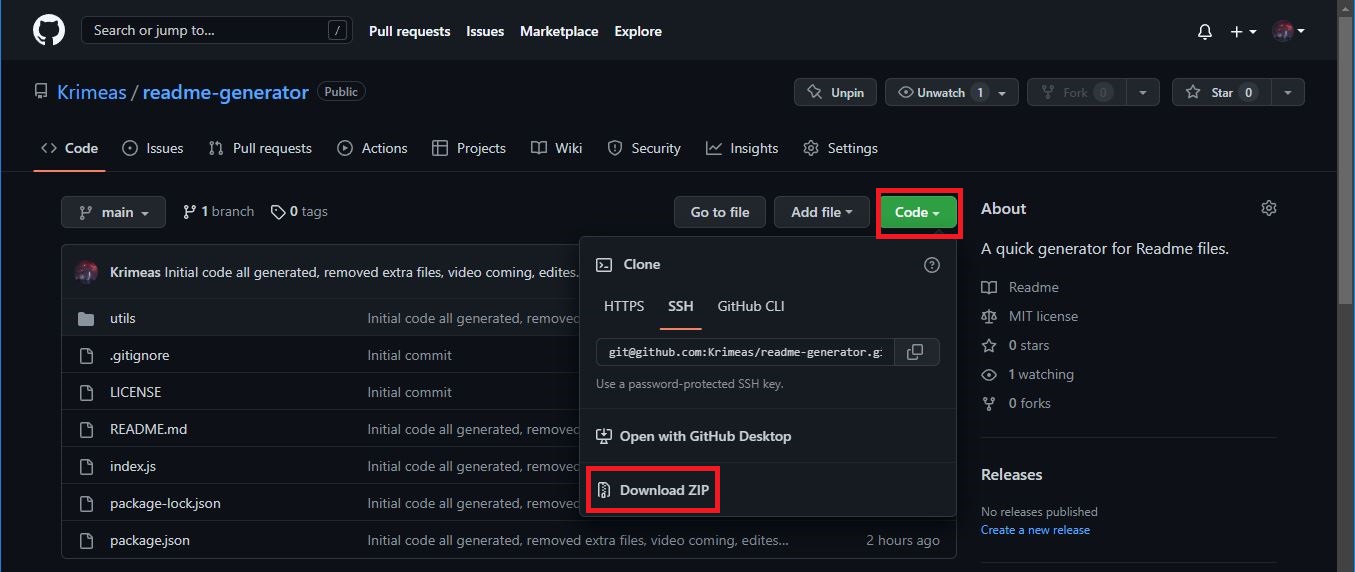 Search or jump to... /
Pull requests Issues Marketplace Explore
Krimeas / readme-generator Public
Unpin Unwatch 1 Fork 0 Star 0
Code Issues Pull requests Actions Projects Wiki Security Insights Settings
main 1 branch 0 tags Go to file Add file Code
Krimeas Initial code all generated, removed extra files, video coming, edites.
utils Initial code all generated, removed
.gitignore Initial commit
LICENSE Initial commit
README.md Initial code all generated, removed
index.js Initial code all generated, removed
package-lock.json Initial code all generated, removed
package.json Initial code all generated, removed extra files, video coming, edites... 2 hours ago
Clone
HTTPS SSH GitHub CLI
git@github.com:Krimeas/readme-generator.gi
Use a password-protected SSH key.
Open with GitHub Desktop
Download ZIP
About
A quick generator for Readme files.
Readme
MIT license
0 stars
1 watching
0 forks
Releases
No releases published
Create a new release